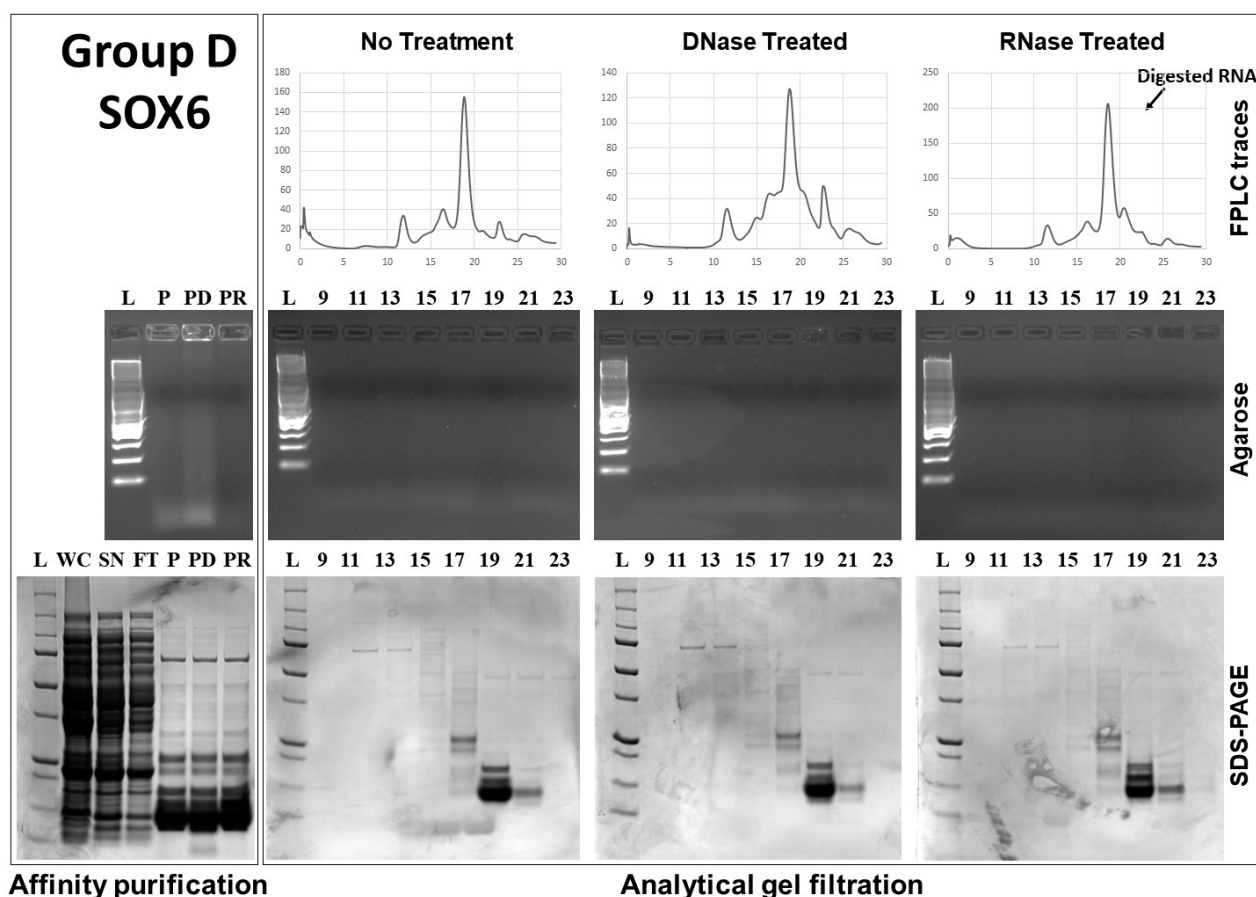 Group D
SOX6
No Treatment
DNase Treated
RNase Treated
180
160
140
120
100
80
60
40
20
0
0 5 10 15 20 25 30
140
120
100
80
60
40
20
0
0 5 10 15 20 25 30
250
200
150
100
50
0
0 5 10 15 20 25 30
Digested RNA
FPLC traces
L P PD PR
L 9 11 13 15 17 19 21 23
L 9 11 13 15 17 19 21 23
L 9 11 13 15 17 19 21 23
Agarose
L WC SN FT P PD PR
L 9 11 13 15 17 19 21 23
L 9 11 13 15 17 19 21 23
L 9 11 13 15 17 19 21 23
SDS-PAGE
Affinity purification
Analytical gel filtration